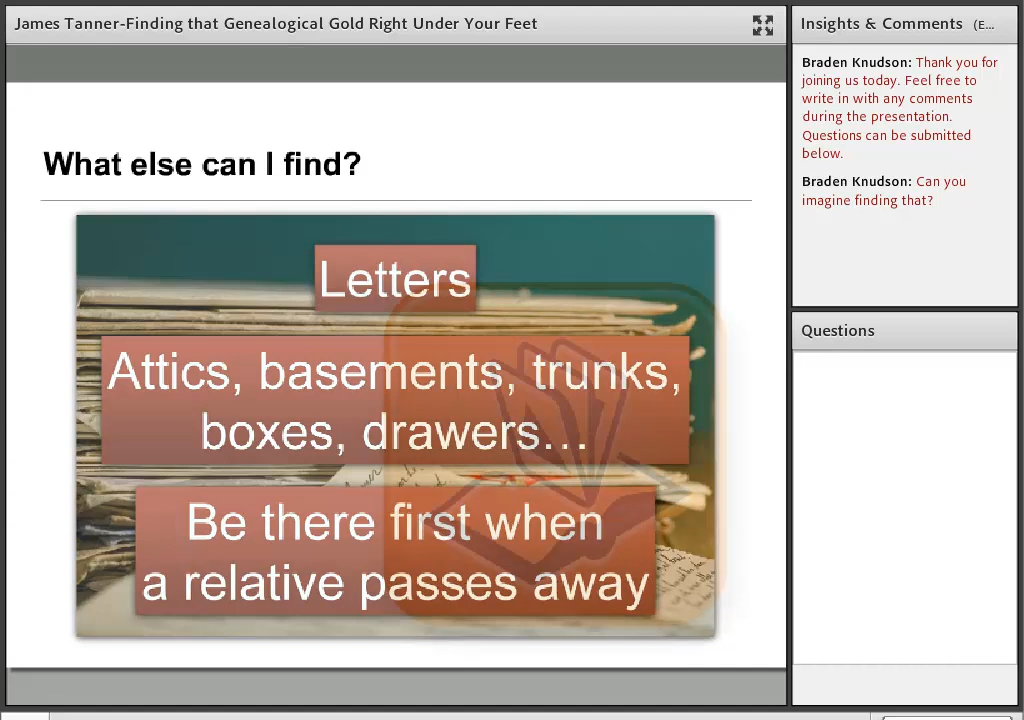 James Tanner-Finding that Genealogical Gold Right Under Your Feet
What else can I find?
Letters
Attics, basements, trunks,
boxes, drawers…
Be there first when
a relative passes away
Insights & Comments (E...
Braden Knudson: Thank you for
joining us today. Feel free to
write in with any comments
during the presentation.
Questions can be submitted
below.
Braden Knudson: Can you
imagine finding that?
Questions